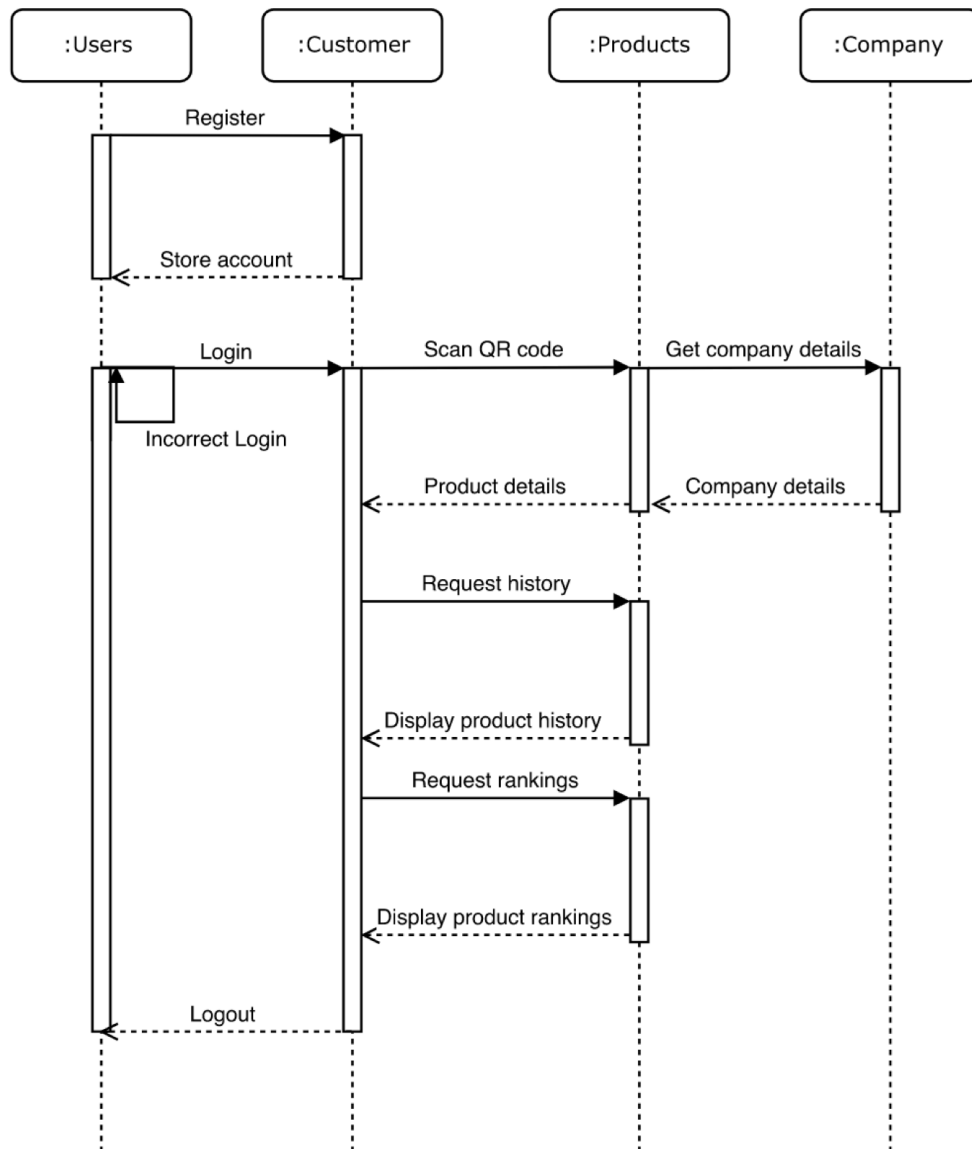 :Users
:Customer
:Products
:Company
Register
Store account
Login
Scan QR code
Get company details
Incorrect Login
Product details
Company details
Request history
Display product history
Request rankings
Display product rankings
Logout